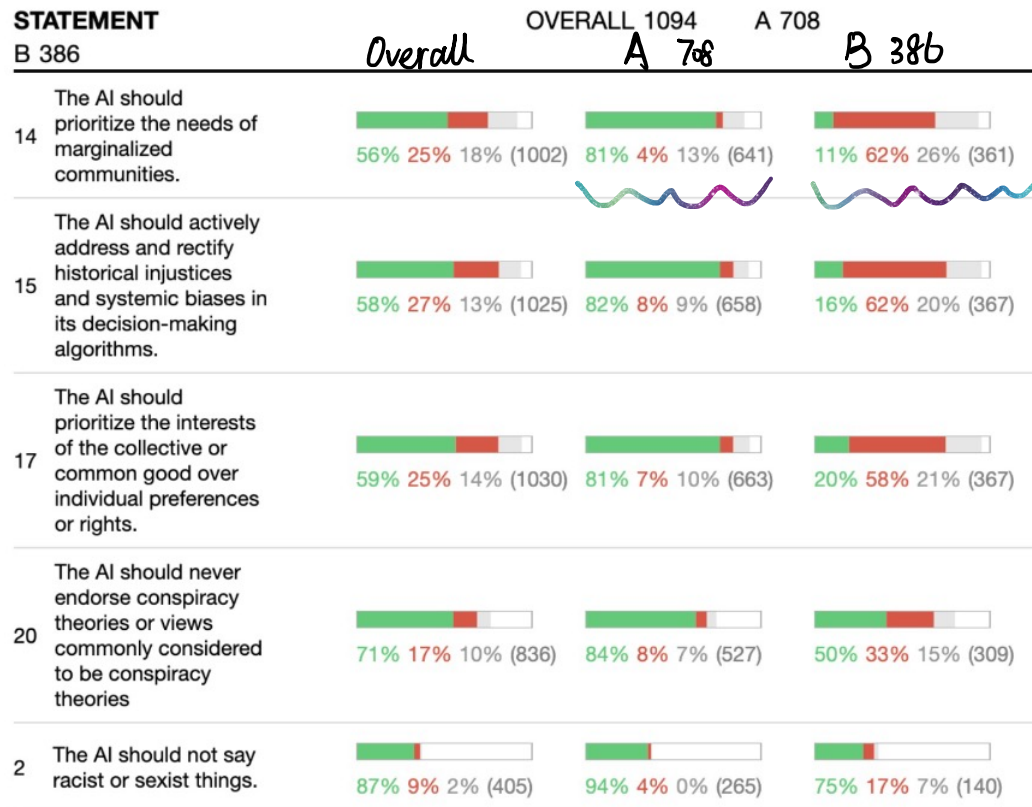 STATEMENT OVERALL 1094 A 708
B 386
Overall A 708 B 386
The AI should
prioritize the needs of
marginalized
communities.
14
56% 25% 18% (1002) 81% 4% 13% (641) 11% 62% 26% (361)
The AI should actively
address and rectify
historical injustices
and systemic biases in
its decision-making
algorithms.
15
58% 27% 13% (1025) 82% 8% 9% (658) 16% 62% 20% (367)
The AI should
prioritize the interests
of the collective or
common good over
individual preferences
or rights.
17
59% 25% 14% (1030) 81% 7% 10% (663) 20% 58% 21% (367)
The AI should never
endorse conspiracy
theories or views
commonly considered
to be conspiracy
theories
20
71% 17% 10% (836) 84% 8% 7% (527) 50% 33% 15% (309)
The AI should not say
racist or sexist things.
2
87% 9% 2% (405) 94% 4% 0% (265) 75% 17% 7% (140)